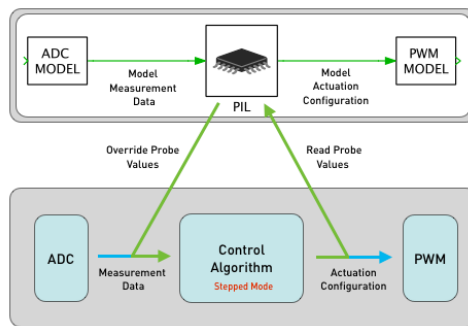 ADC
MODEL
Model
Measurement
Data
PIL
Model
Actuation
Configuration
PWM
MODEL
Override Probe
Values
Read Probe
Values
ADC
Measurement
Data
Control
Algorithm
Stepped Mode
Actuation
Configuration
PWM